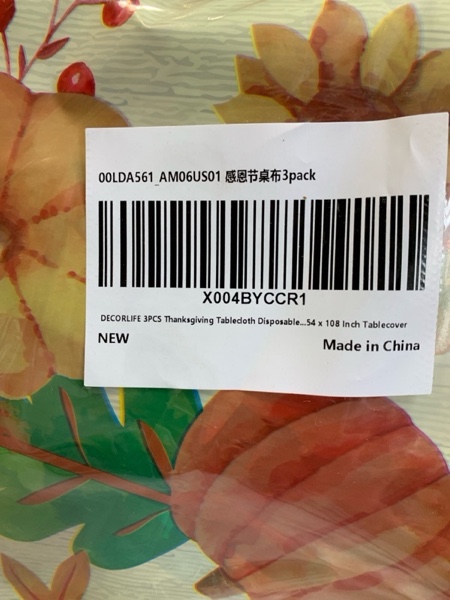 00LDA561_AM06US01 感恩节桌布3pack
X004BYCCR1
DECORLIFE 3PCS Thanksgiving Tablecloth Disposable...54 x 108 Inch Tablecover
NEW
Made in China